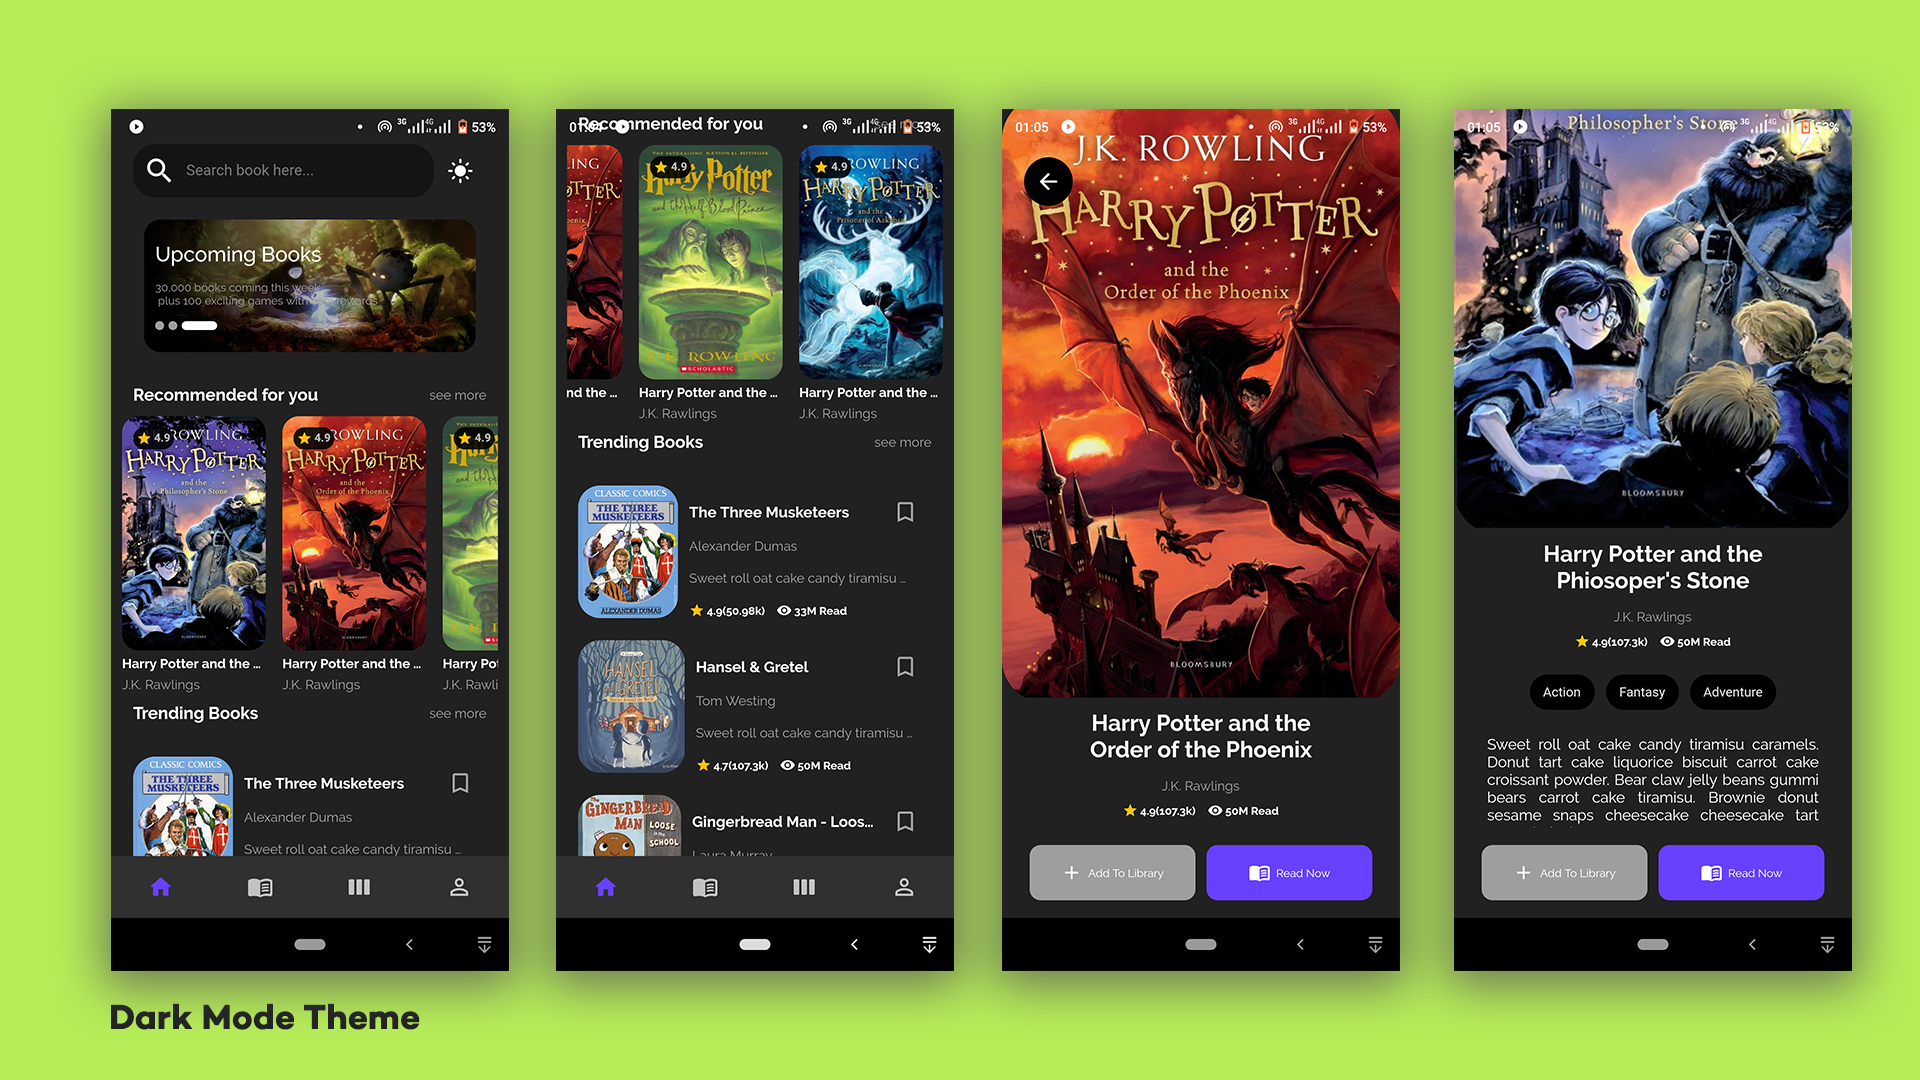 53%
Search book here...
Upcoming Books
30,000 books coming this week
plus 100 exciting games with rewards
Recommended for you
see more
4.9
ROWLING
HARRY POTTER
and the
Philosopher's Stone
4.9
ROWLING
HARRY POTTER
and the
Order of the Phoenix
4.9
Harry Potter and the ...
J.K. Rawlings
Harry Potter and the ...
J.K. Rawlings
Harry Pot
J.K. Rawli
Trending Books
see more
CLASSIC COMICS
THE THREE
MUSKETEERS
The Three Musketeers
Alexander Dumas
Sweet roll oat cake candy tiramisu ...
Recommended for you
3G
4G
53%
ING
TTER
oenix
4.9
Harry Potter
and the Half-Blood Prince
J.K. ROWLING
SCHOLASTIC
4.9
ROWLING
HARRY POTTER
and the
Prisoner of Azkaban
nd the ...
Harry Potter and the ...
J.K. Rawlings
Harry Potter and the ...
J.K. Rawlings
Trending Books
see more
CLASSIC COMICS
THE THREE
MUSKETEERS
ALEXANDER DUMAS
The Three Musketeers
Alexander Dumas
Sweet roll oat cake candy tiramisu ...
4.9(50.98k)
33M Read
HANSEL
and GRETEL
Hansel & Gretel
Tom Westing
Sweet roll oat cake candy tiramisu ...
4.7(107.3k)
50M Read
The
GINGERBREAD
MAN
LOOSE
in the
SCHOOL
Gingerbread Man - Loos...
Laura Murray
01:05
3G
4G
53%
J.K. ROWLING
HARRY POTTER
and the
Order of the Phoenix
BLOOMSBURY
Harry Potter and the
Order of the Phoenix
J.K. Rawlings
4.9(107.3k)
50M Read
Add To Library
Read Now
01:05
3G
4G
53%
Philosopher's Stone
BLOOMSBURY
Harry Potter and the
Phiosoper's Stone
J.K. Rawlings
4.9(107.3k)
50M Read
Action
Fantasy
Adventure
Sweet roll oat cake candy tiramisu caramels.
Donut tart cake liquorice biscuit carrot cake
croissant powder. Bear claw jelly beans gummi
bears carrot cake tiramisu. Brownie donut
sesame snaps cheesecake cheesecake tart
Add To Library
Read Now
Dark Mode Theme